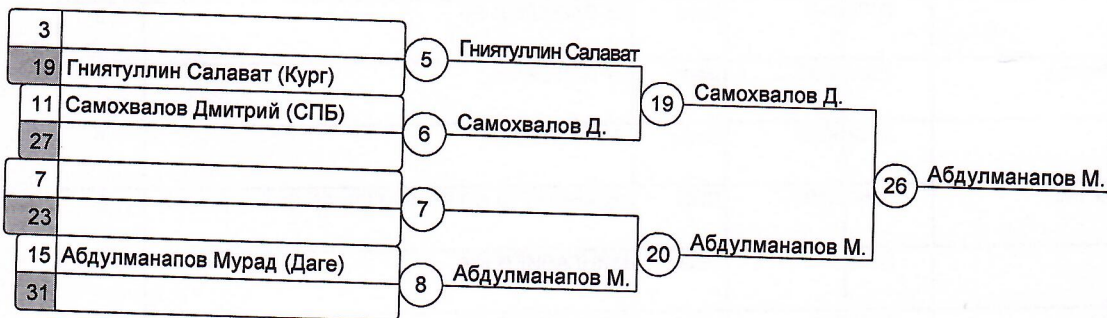 3
19 Гниятуллин Салават (Кург)
5 Гниятуллин Салават
11 Самохвалов Дмитрий (СПБ)
27
6 Самохвалов Д.
19 Самохвалов Д.
7
23
7
15 Абдулманапов Мурад (Даге)
31
8 Абдулманапов М.
20 Абдулманапов М.
26 Абдулманапов М.